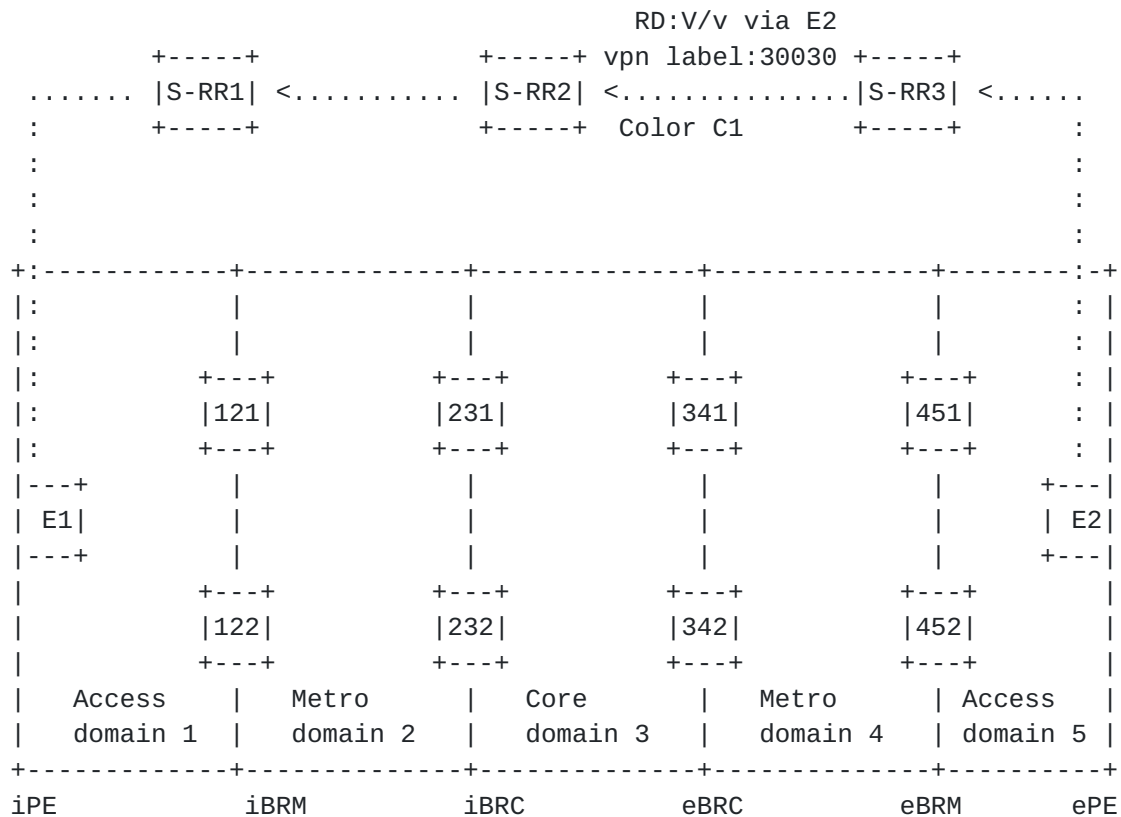 RD:V/v via E2
vpn label:30030
S-RR1 S-RR2 S-RR3
Color C1
121 231 341 451
E1 E2
122 232 342 452
Access Metro Core Metro Access
domain 1 domain 2 domain 3 domain 4 domain 5
iPE iBRM iBRC eBRC eBRM ePE